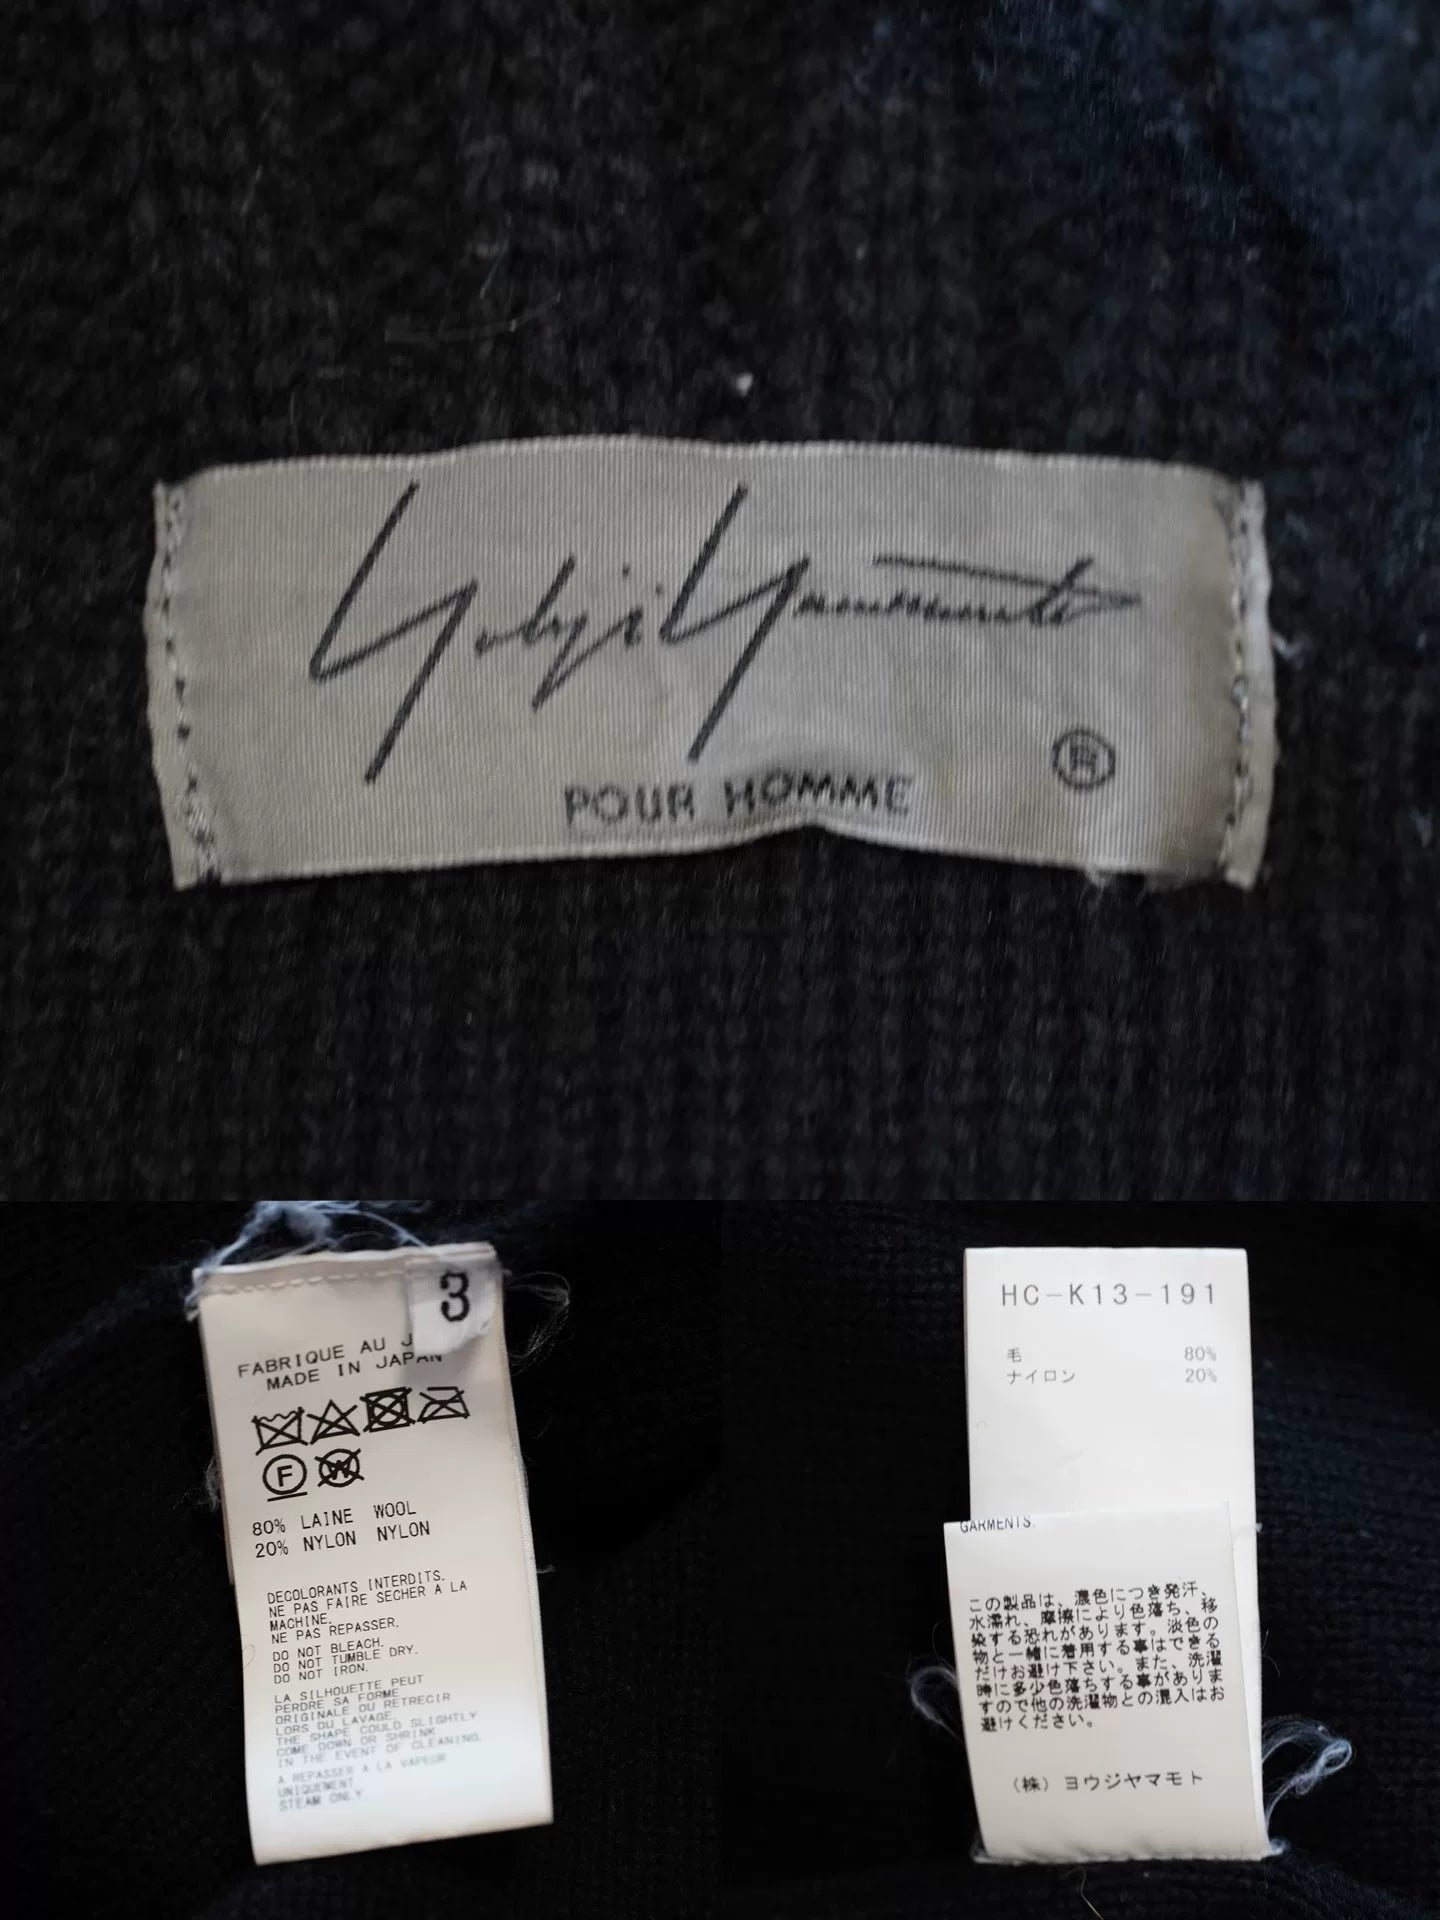 Yohji Yamamoto
®
POUR HOMME
3
FABRIQUE AU J
MADE IN JAPAN
F
W
80% LAINE WOOL
20% NYLON NYLON
DECOLORANTS INTERDITS.
NE PAS FAIRE SECHER A LA
MACHINE.
NE PAS REPASSER.
DO NOT BLEACH.
DO NOT TUMBLE DRY.
DO NOT IRON.
LA SILHOUETTE PEUT
PERDRE SA FORME
ORIGINALE OU RETRECIR
LORS DU LAVAGE.
THE SHAPE COULD SLIGHTLY
COME DOWN OR SHRINK
IN THE EVENT OF CLEANING.
A REPASSER A LA VAPEUR
UNIQUEMENT
STEAM ONLY
HC-K13-191
毛 80%
ナイロン 20%
GARMENTS.
この製品は、濃色につき発汗、
水濡れ、摩擦により色落ち、移
染する恐れがあります。淡色の
物と一緒に着用する事はできる
だけお避け下さい。また、洗濯
時に多少色落ちする事がありま
すので他の洗濯物との混入はお
避けください。
(株)ヨウジヤマモト